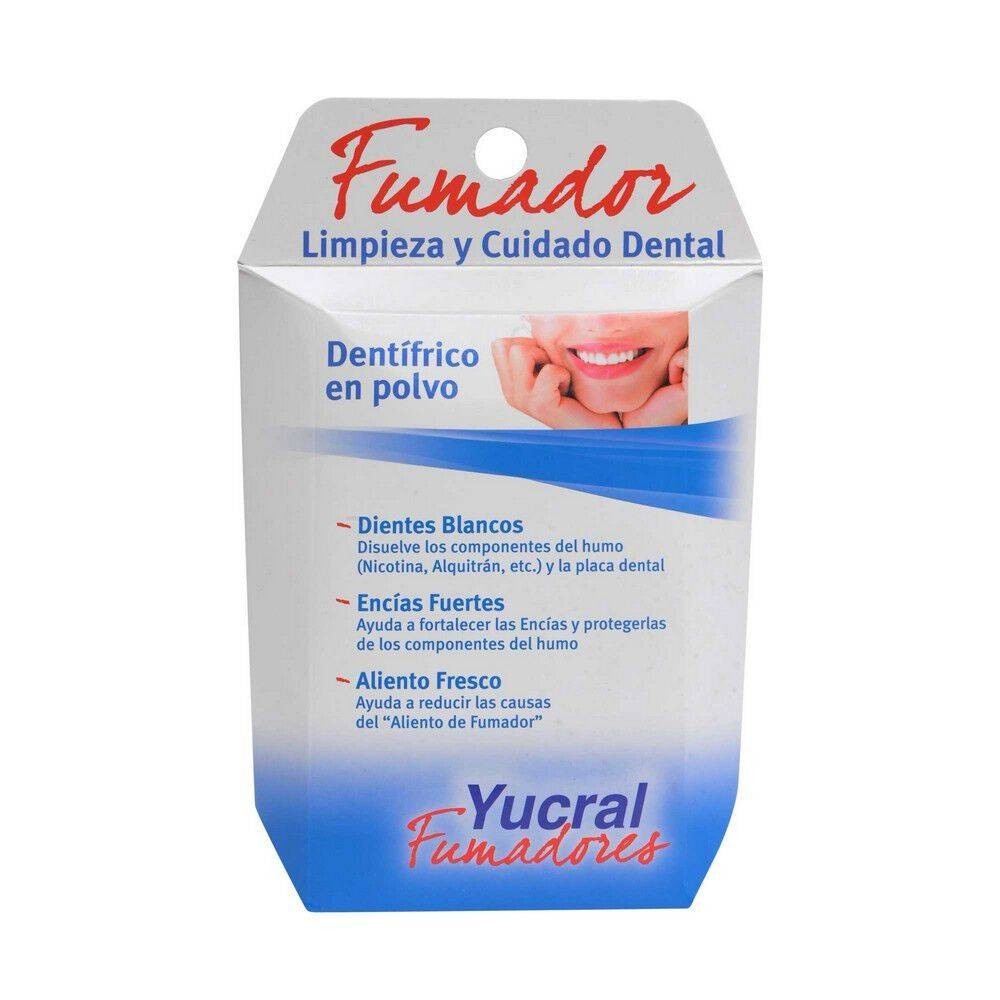 Fumador
Limpieza y Cuidado Dental
Dentífrico
en polvo
– Dientes Blancos
Disuelve los componentes del humo
(Nicotina, Alquitrán, etc.) y la placa dental
– Encías Fuertes
Ayuda a fortalecer las Encías y protegerlas
de los componentes del humo
– Aliento Fresco
Ayuda a reducir las causas
del “Aliento de Fumador”
Yucral
Fumadores